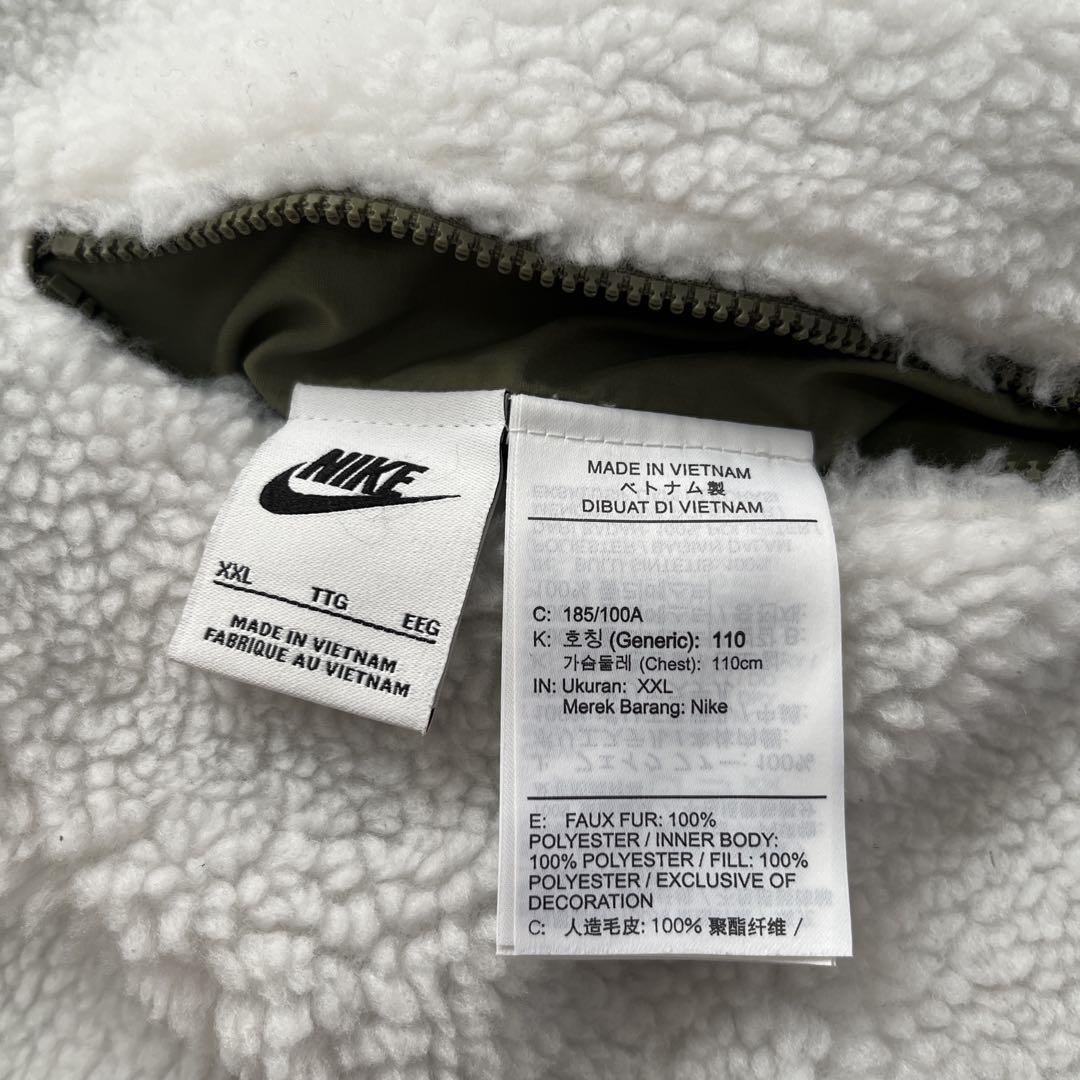 NIKE
XXL
TTG
EEG
MADE IN VIETNAM
FABRIQUE AU VIETNAM
MADE IN VIETNAM
ベトナム製
DIBUAT DI VIETNAM
C: 185/100A
K: 호칭 (Generic): 110
가슴둘레 (Chest): 110cm
IN: Ukuran: XXL
Merek Barang: Nike
E: FAUX FUR: 100%
POLYESTER / INNER BODY:
100% POLYESTER / FILL: 100%
POLYESTER / EXCLUSIVE OF
DECORATION
C: 人造毛皮: 100% 聚酯纤维 /